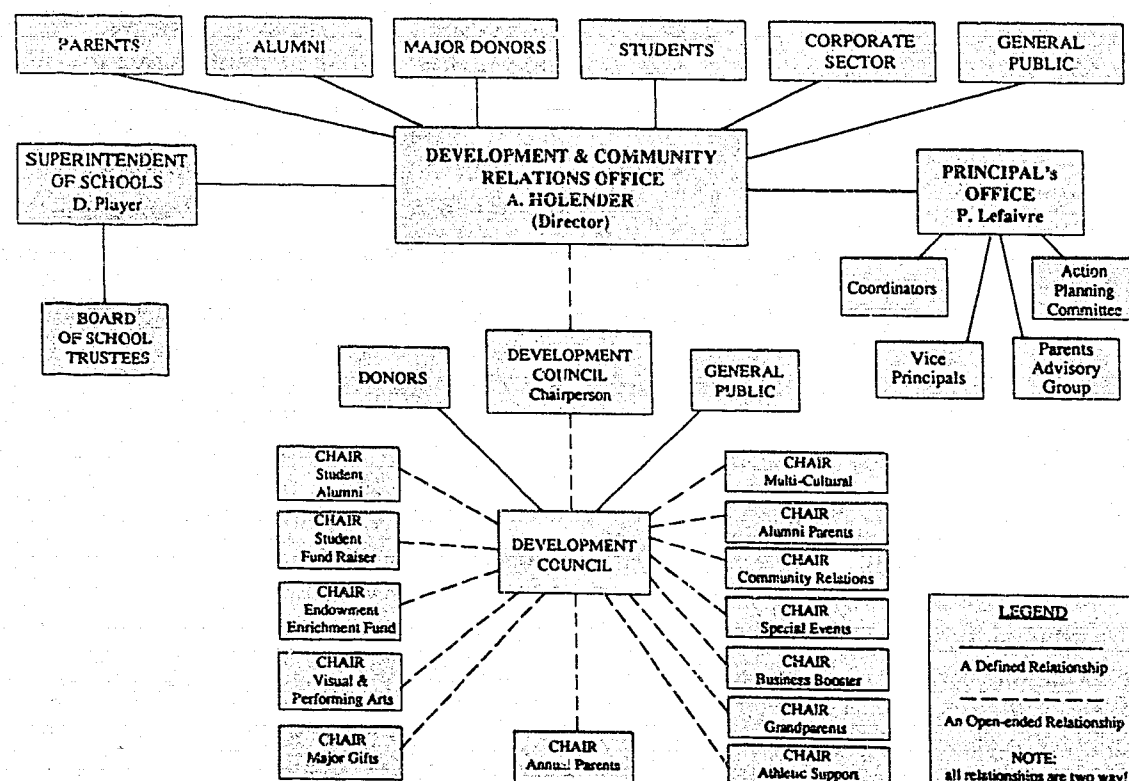 PARENTS
ALUMNI
MAJOR DONORS
STUDENTS
CORPORATE
SECTOR
GENERAL
PUBLIC
SUPERINTENDENT
OF SCHOOLS
D. Player
DEVELOPMENT & COMMUNITY
RELATIONS OFFICE
A. HOLENDER
(Director)
PRINCIPAL's
OFFICE
P. Lefaivre
Coordinators
Action
Planning
Committee
BOARD
OF SCHOOL
TRUSTEES
Vice
Principals
Parents
Advisory
Group
DONORS
DEVELOPMENT
COUNCIL
Chairperson
GENERAL
PUBLIC
CHAIR
Student
Alumni
CHAIR
Student
Fund Raiser
CHAIR
Endowment
Enrichment Fund
CHAIR
Visual &
Performing Arts
CHAIR
Major Gifts
DEVELOPMENT
COUNCIL
CHAIR
Annual Parents
CHAIR
Multi-Cultural
CHAIR
Alumni Parents
CHAIR
Community Relations
CHAIR
Special Events
CHAIR
Business Booster
CHAIR
Grandparents
CHAIR
Athletic Support
LEGEND
A Defined Relationship
An Open-ended Relationship
NOTE:
all relationships are two way!